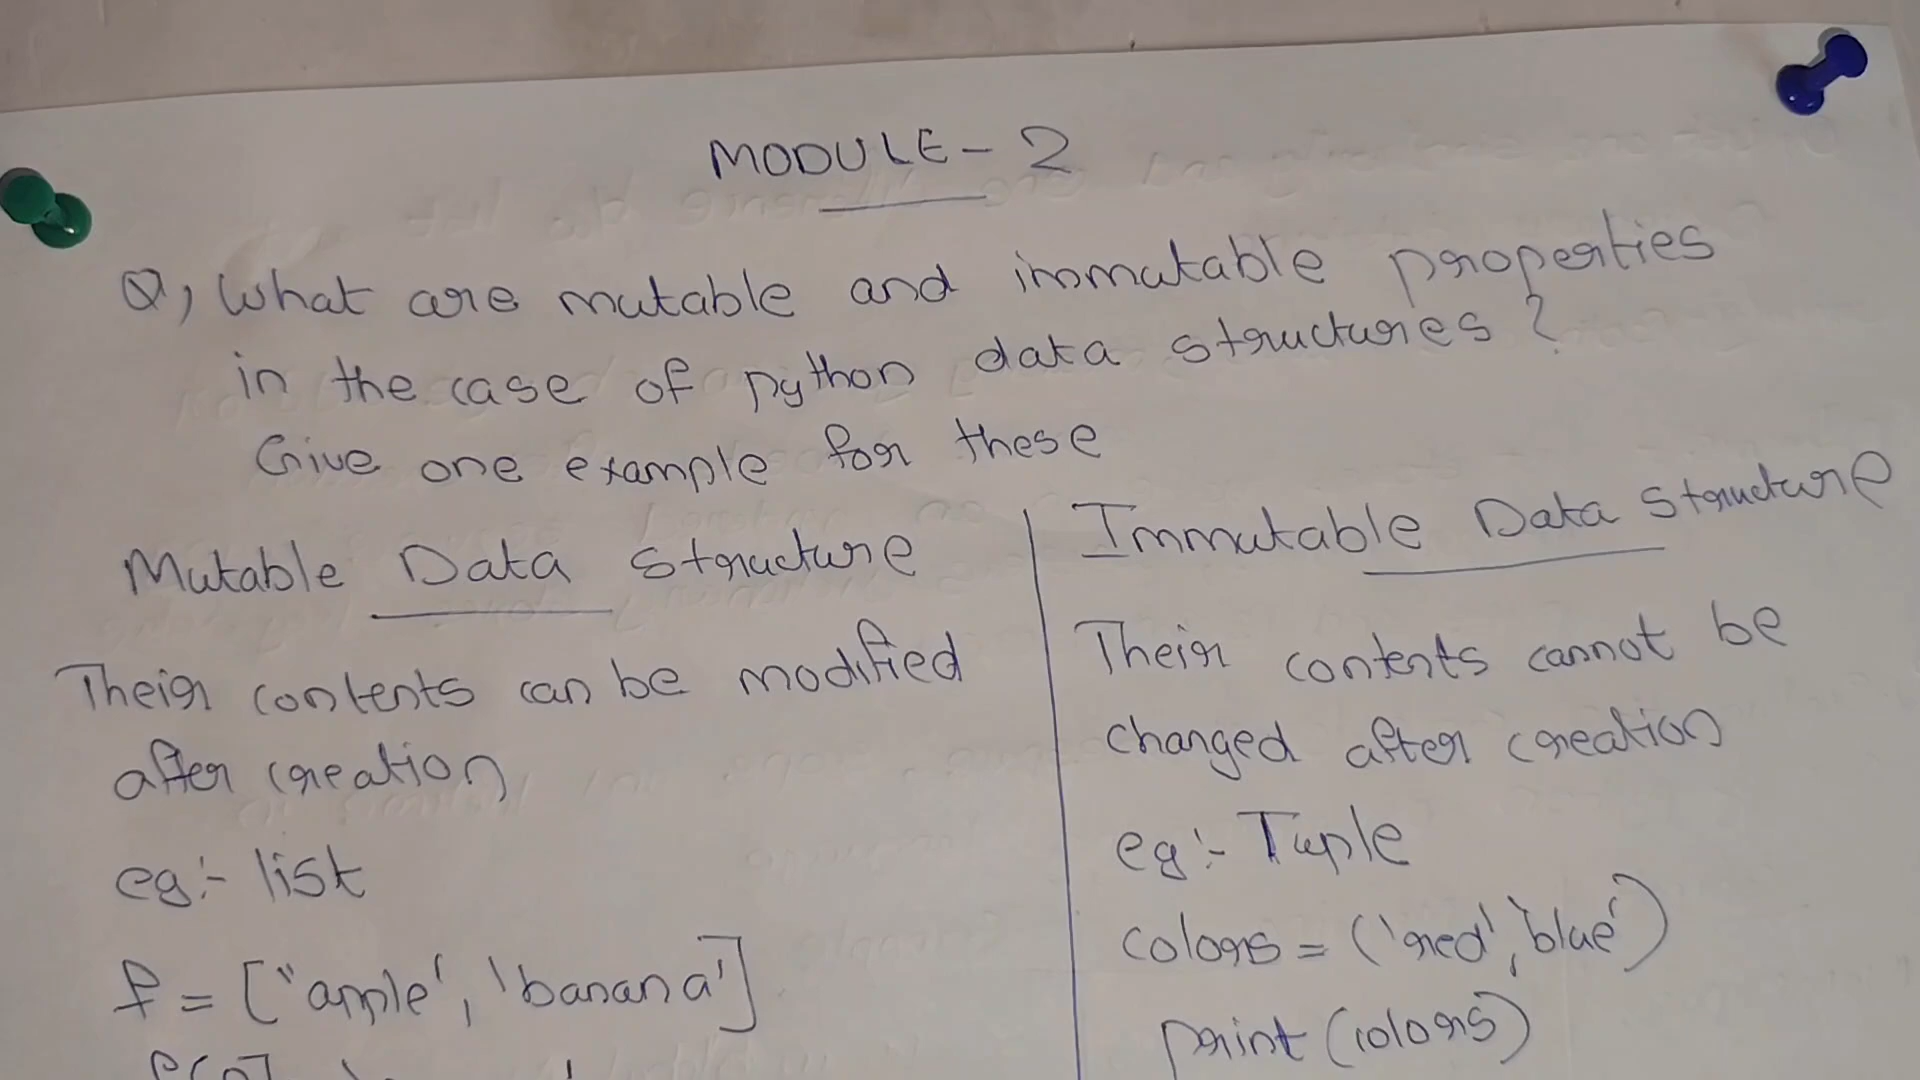 MODULE - 2
Q, What are mutable and immutable properties
in the case of python data structures?
Give one example for these
Mutable Data Structure
Their contents can be modified
after creation
eg:- list
f = ['apple', 'banana']
Immutable Data Structure
Their contents cannot be
changed after creation
eg:- Tuple
colors = ('red', 'blue')
print (colors)